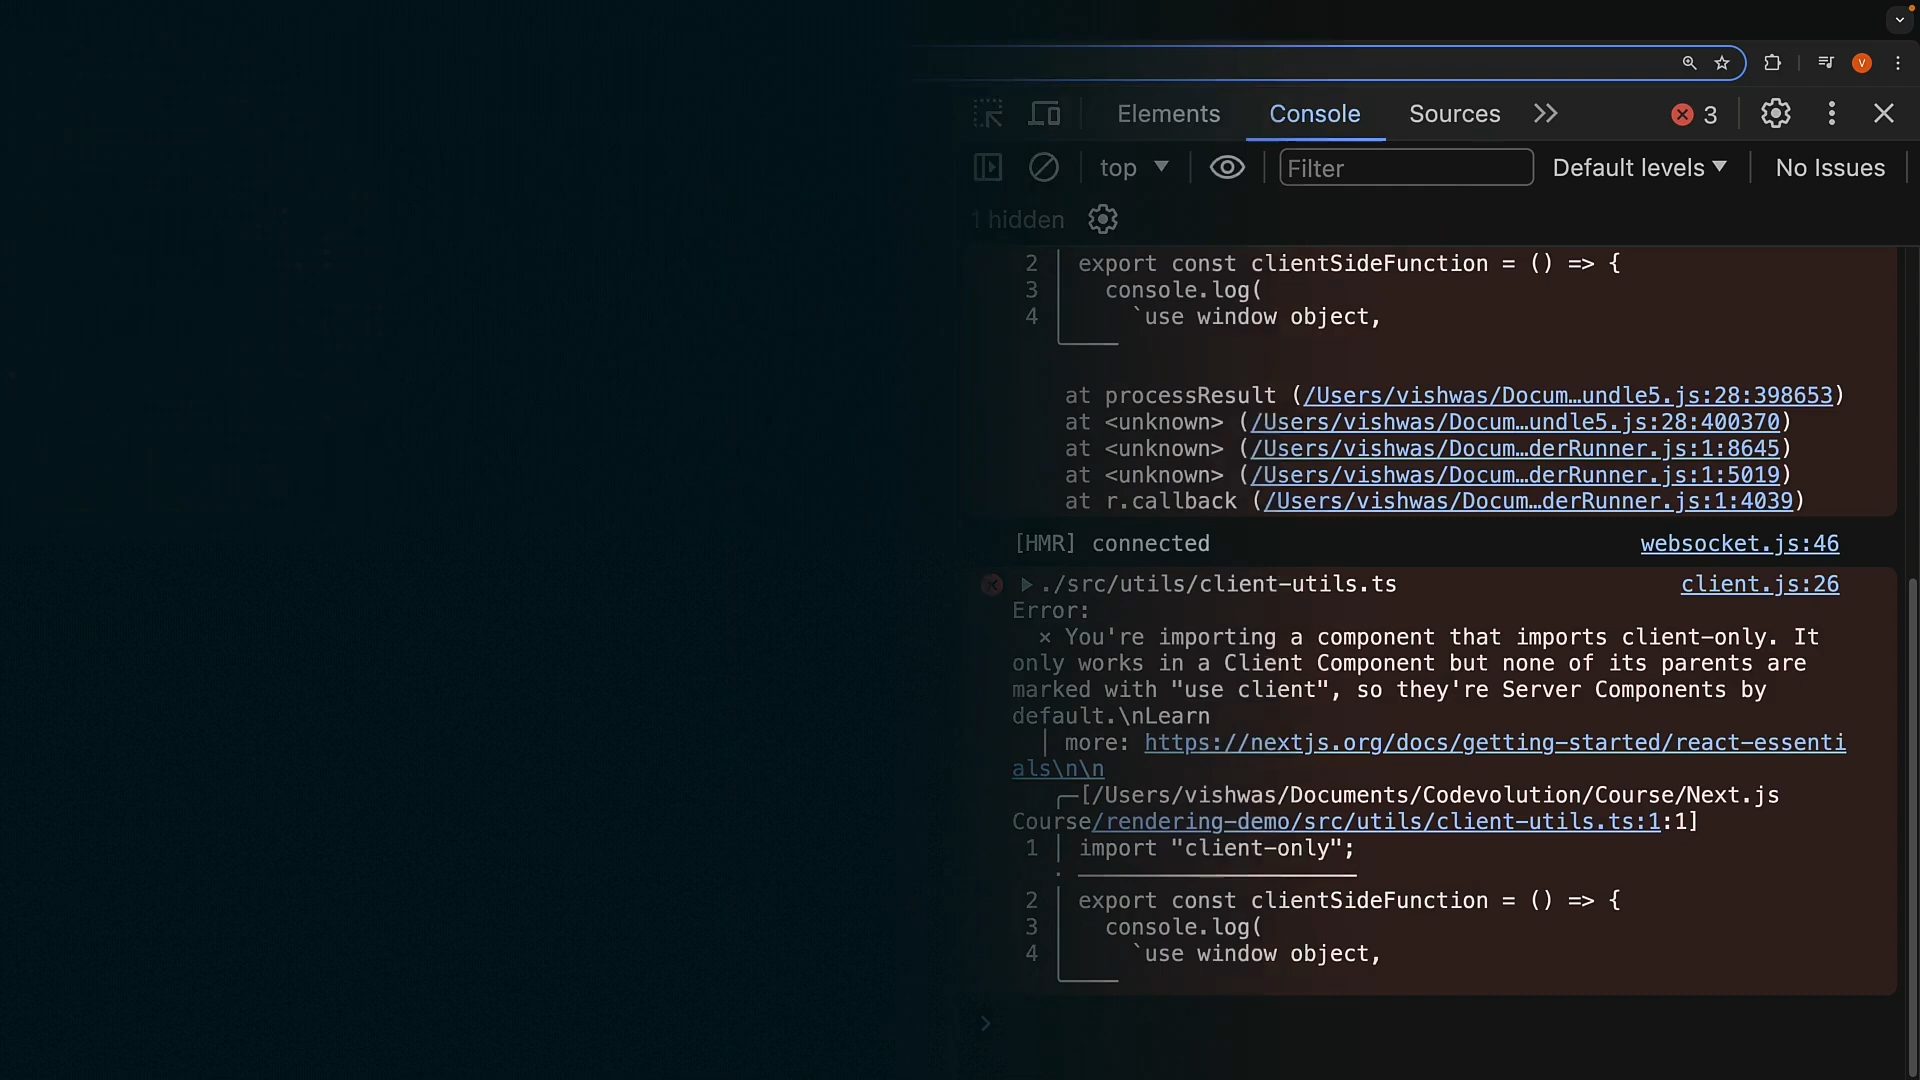 V
Elements Console Sources 3
top Filter Default levels No Issues
1 hidden
2 export const clientSideFunction = () => {
3 console.log(
4 `use window object,
at processResult (/Users/vishwas/Docum…undle5.js:28:398653)
at <unknown> (/Users/vishwas/Docum…undle5.js:28:400370)
at <unknown> (/Users/vishwas/Docum…derRunner.js:1:8645)
at <unknown> (/Users/vishwas/Docum…derRunner.js:1:5019)
at r.callback (/Users/vishwas/Docum…derRunner.js:1:4039)
[HMR] connected websocket.js:46
./src/utils/client-utils.ts client.js:26
Error:
× You're importing a component that imports client-only. It
only works in a Client Component but none of its parents are
marked with "use client", so they're Server Components by
default.\nLearn
│ more: https://nextjs.org/docs/getting-started/react-essenti
als\n\n
╭─[/Users/vishwas/Documents/Codevolution/Course/Next.js
Course/rendering-demo/src/utils/client-utils.ts:1:1]
1 │ import "client-only";
2 │ export const clientSideFunction = () => {
3 │ console.log(
4 │ `use window object,